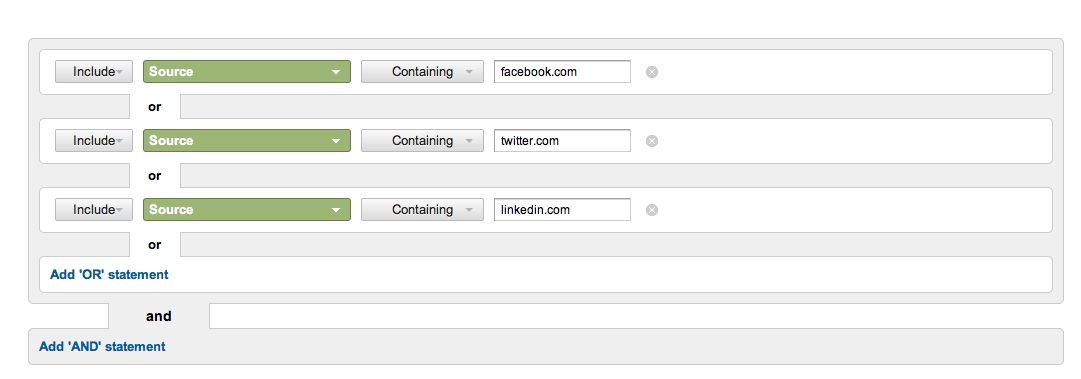 Include Source Containing facebook.com
or
Include Source Containing twitter.com
or
Include Source Containing linkedin.com
or
Add 'OR' statement
and
Add 'AND' statement